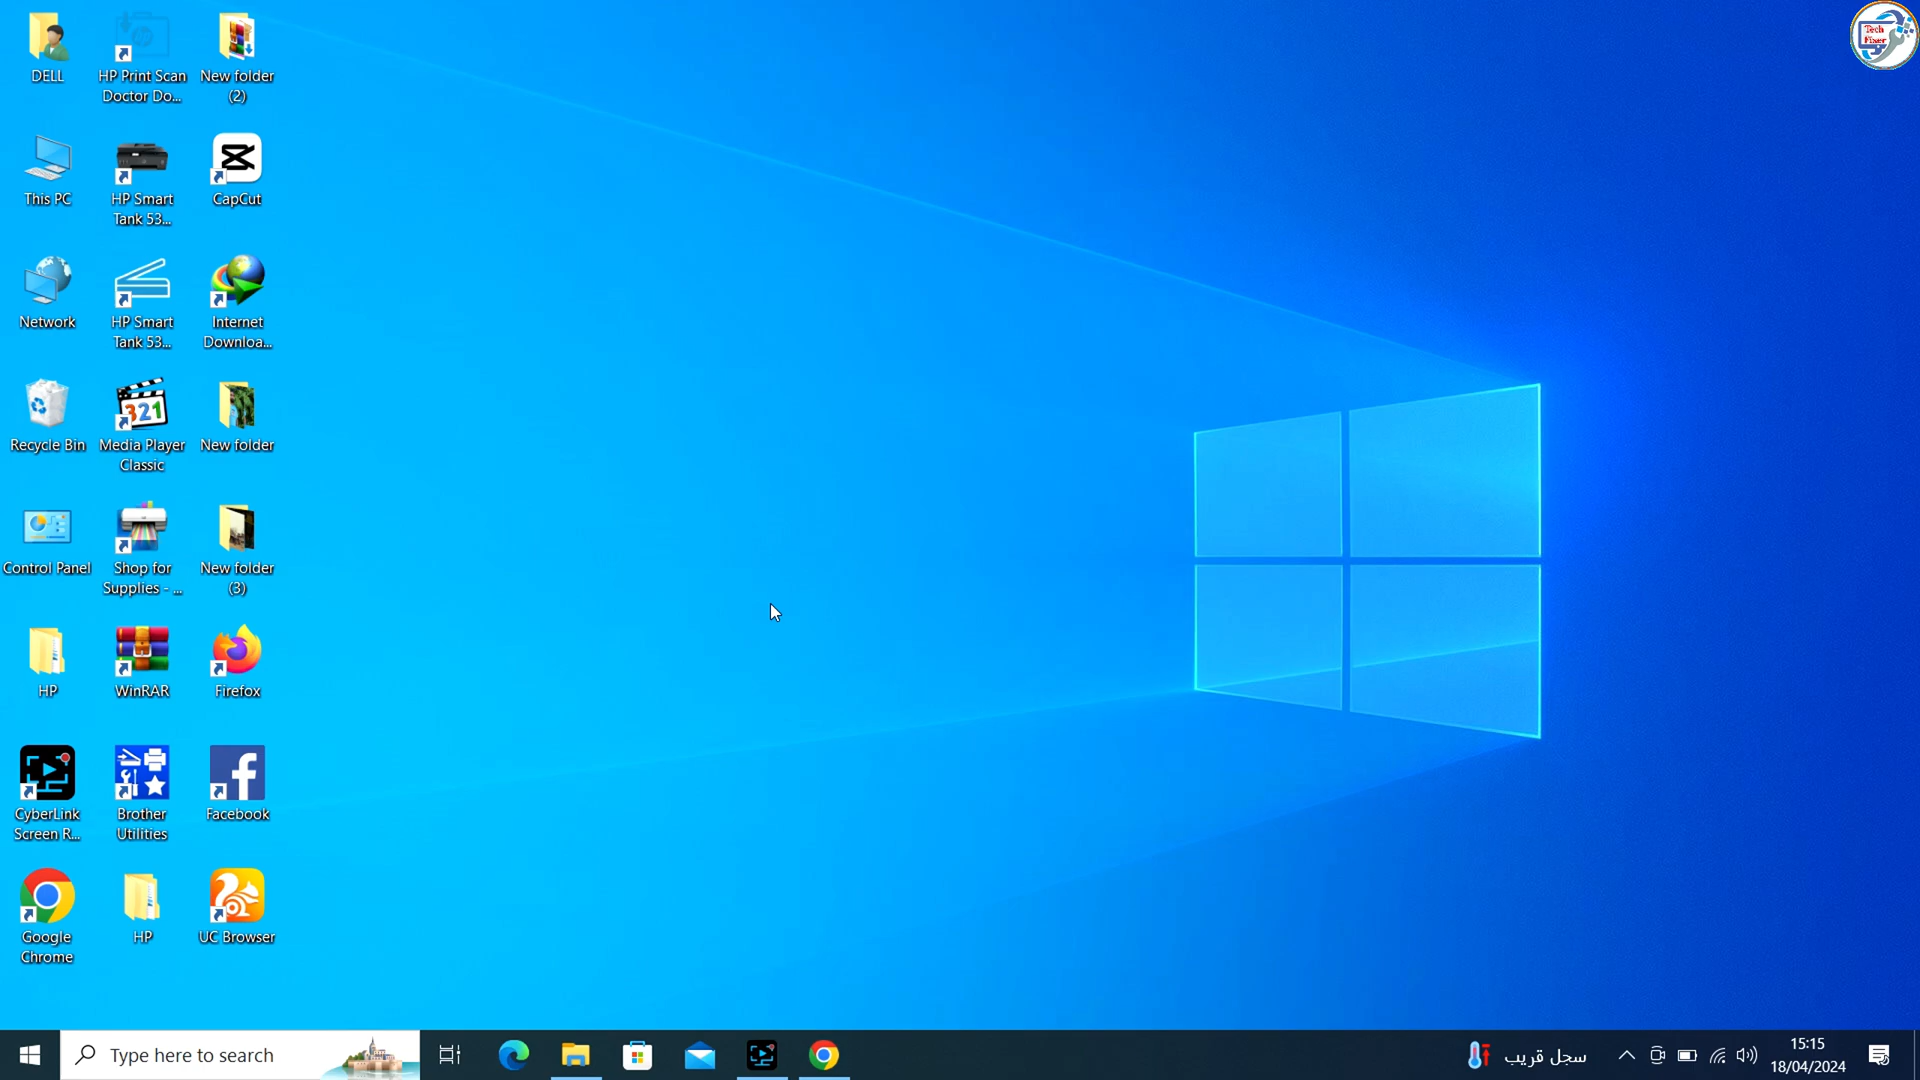 Tech
Fixer
DELL
HP Print Scan
Doctor Do...
New folder
(2)
This PC
HP Smart
Tank 53...
CapCut
Network
HP Smart
Tank 53...
Internet
Downloa...
Recycle Bin
321
Media Player
Classic
New folder
Control Panel
Shop for
Supplies - ...
New folder
(3)
HP
WinRAR
Firefox
CyberLink
Screen R...
Brother
Utilities
Facebook
Google
Chrome
HP
UC Browser
Type here to search
سجل قريب
15:15
18/04/2024